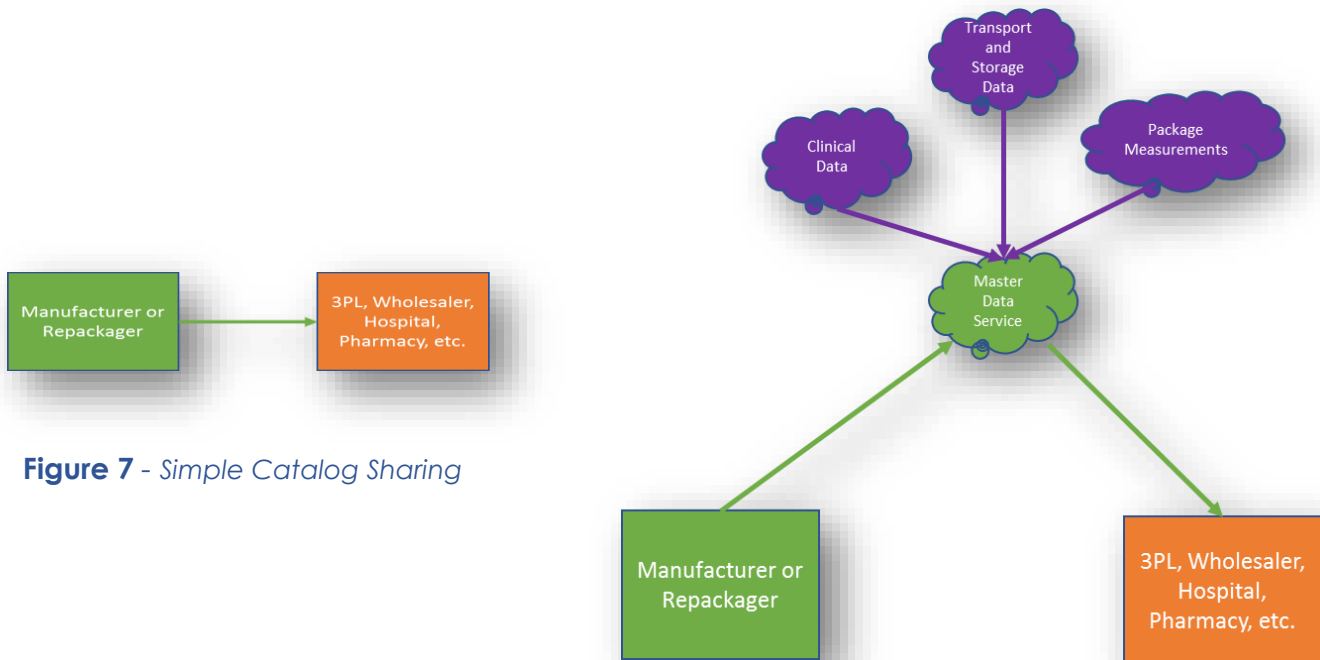 Transport
and
Storage
Data
Clinical
Data
Package
Measurements
Master
Data
Service
Manufacturer or
Repackager
3PL, Wholesaler,
Hospital,
Pharmacy, etc.
Figure 7 - Simple Catalog Sharing
Manufacturer or
Repackager
3PL, Wholesaler,
Hospital,
Pharmacy, etc.